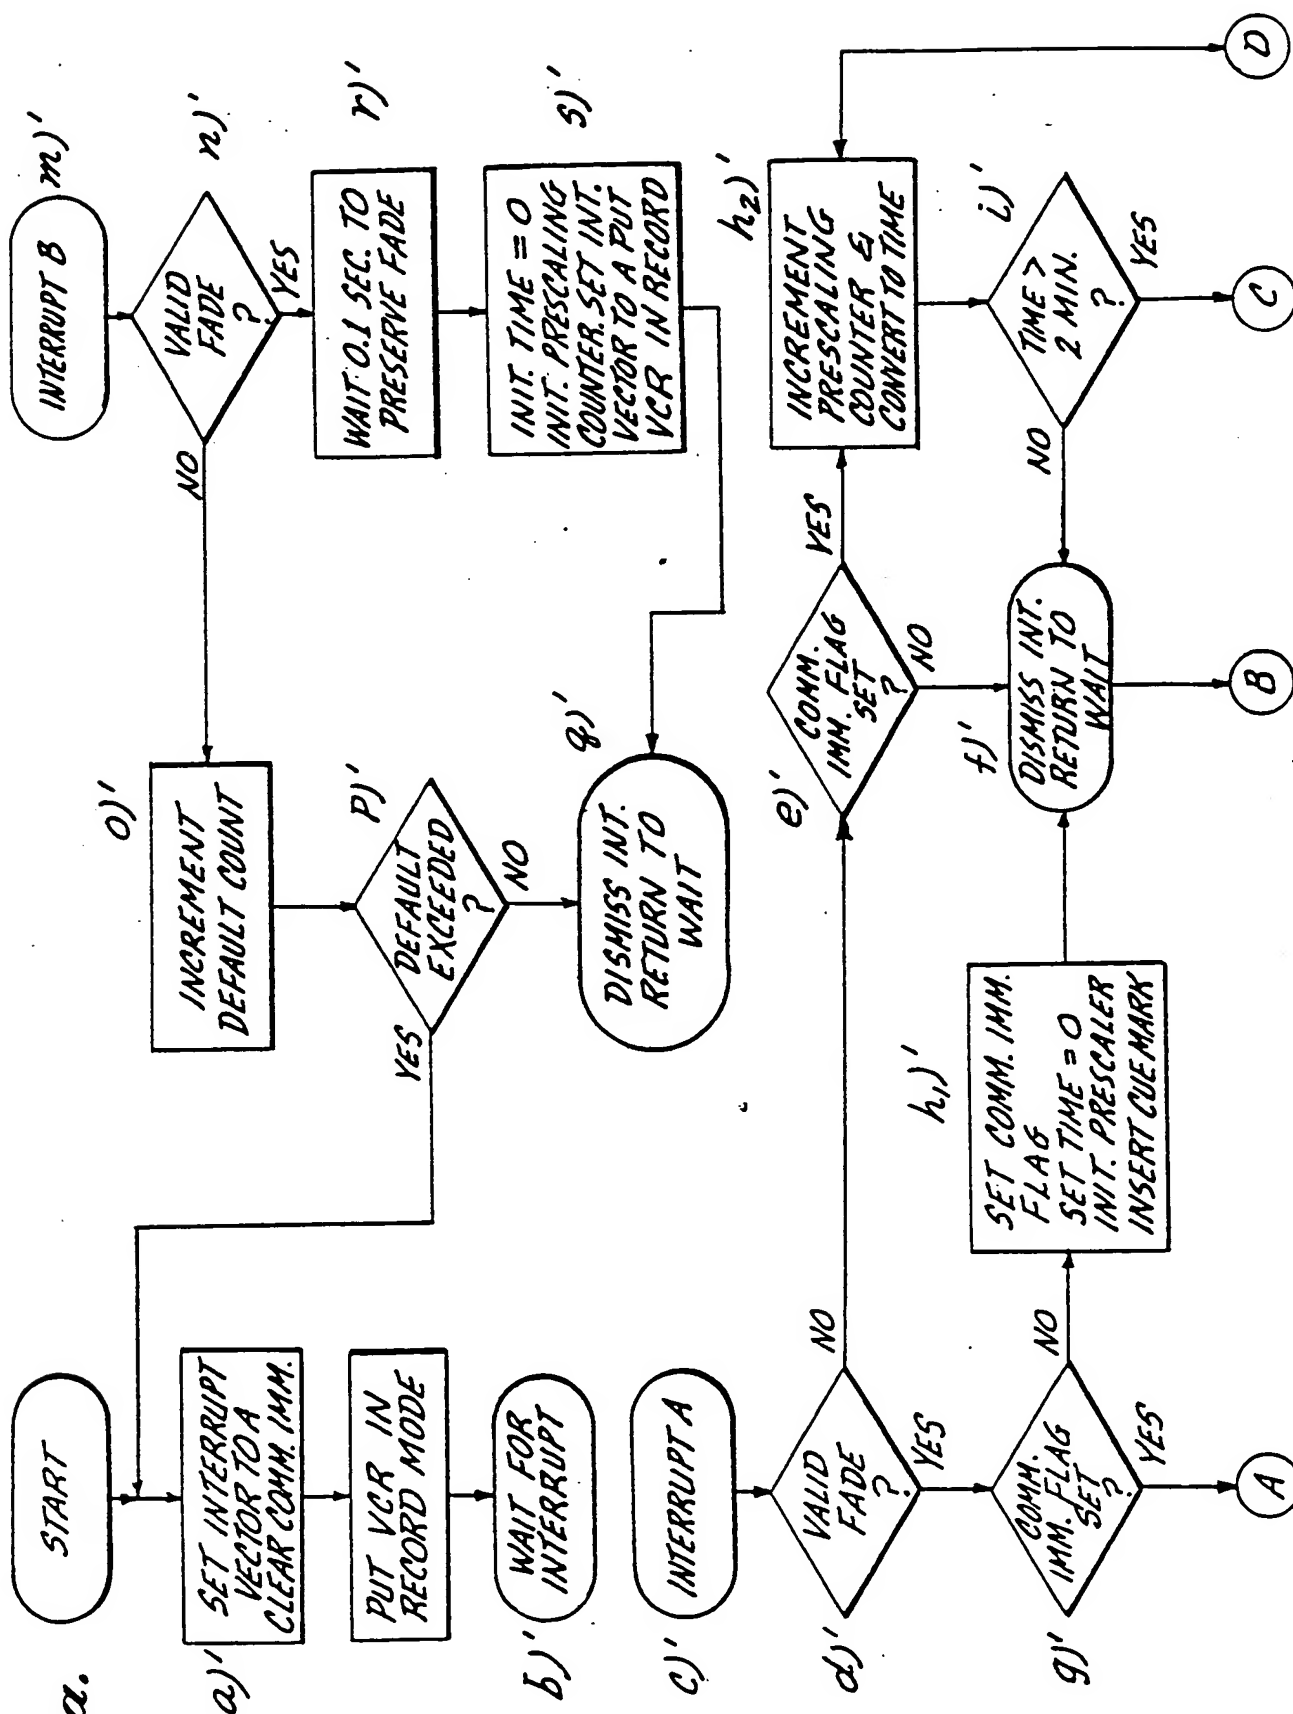 a.
START
a)'
SET INTERRUPT
VECTOR TO A
CLEAR COMM. IMM.
PUT VCR IN
RECORD MODE
b)'
WAIT FOR
INTERRUPT
INTERRUPT B
m)'
VALID
FADE
?
n)'
NO
YES
o)'
INCREMENT
DEFAULT COUNT
p)'
DEFAULT
EXCEEDED
?
YES
NO
q)'
DISMISS INT.
RETURN TO
WAIT
r)'
WAIT 0.1 SEC. TO
PRESERVE FADE
s)'
INIT. TIME = 0
INIT. PRESCALING
COUNTER. SET INT.
VECTOR TO A PUT
VCR IN RECORD
c)'
INTERRUPT A
d)'
VALID
FADE
?
NO
YES
e)'
COMM.
IMM. FLAG
SET
?
YES
NO
h₂)'
INCREMENT
PRESCALING
COUNTER &
CONVERT TO TIME
g)'
COMM.
IMM. FLAG
SET
?
NO
YES
h₁)'
SET COMM. IMM.
FLAG
SET TIME = 0
INIT. PRESCALER
INSERT CUE MARK
f)'
DISMISS INT.
RETURN TO
WAIT
i)'
TIME >
2 MIN.
?
NO
YES
A
B
C
D